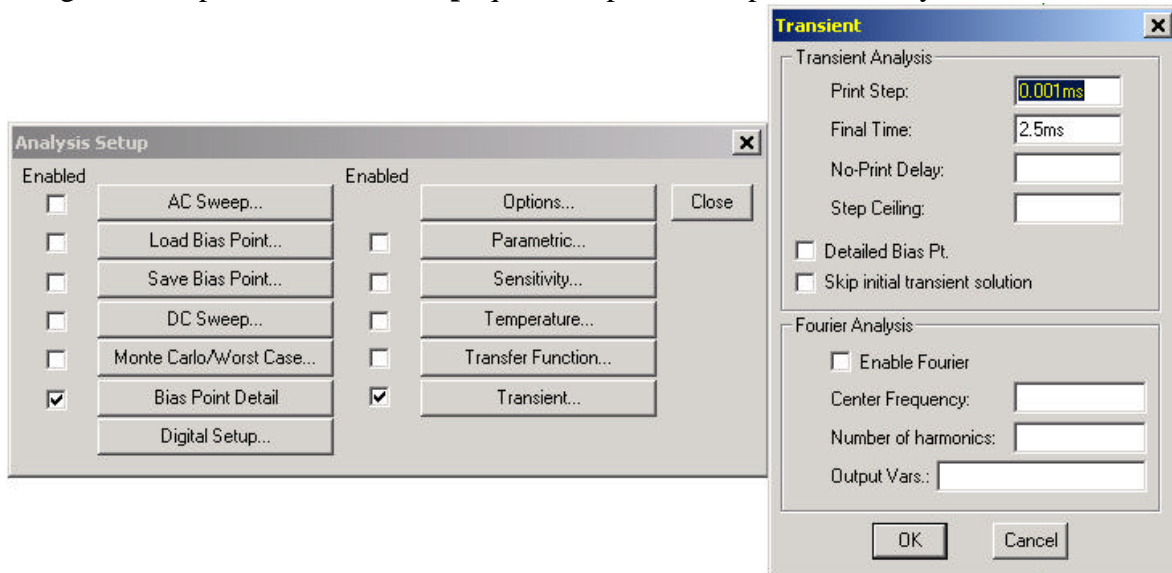 Analysis Setup
Enabled
Enabled
AC Sweep...
Options...
Close
Load Bias Point...
Parametric...
Save Bias Point...
Sensitivity...
DC Sweep...
Temperature...
Monte Carlo/Worst Case...
Transfer Function...
Bias Point Detail
Transient...
Digital Setup...
Transient
Transient Analysis
Print Step: 0.001ms
Final Time: 2.5ms
No-Print Delay:
Step Ceiling:
Detailed Bias Pt.
Skip initial transient solution
Fourier Analysis
Enable Fourier
Center Frequency:
Number of harmonics:
Output Vars.:
OK
Cancel